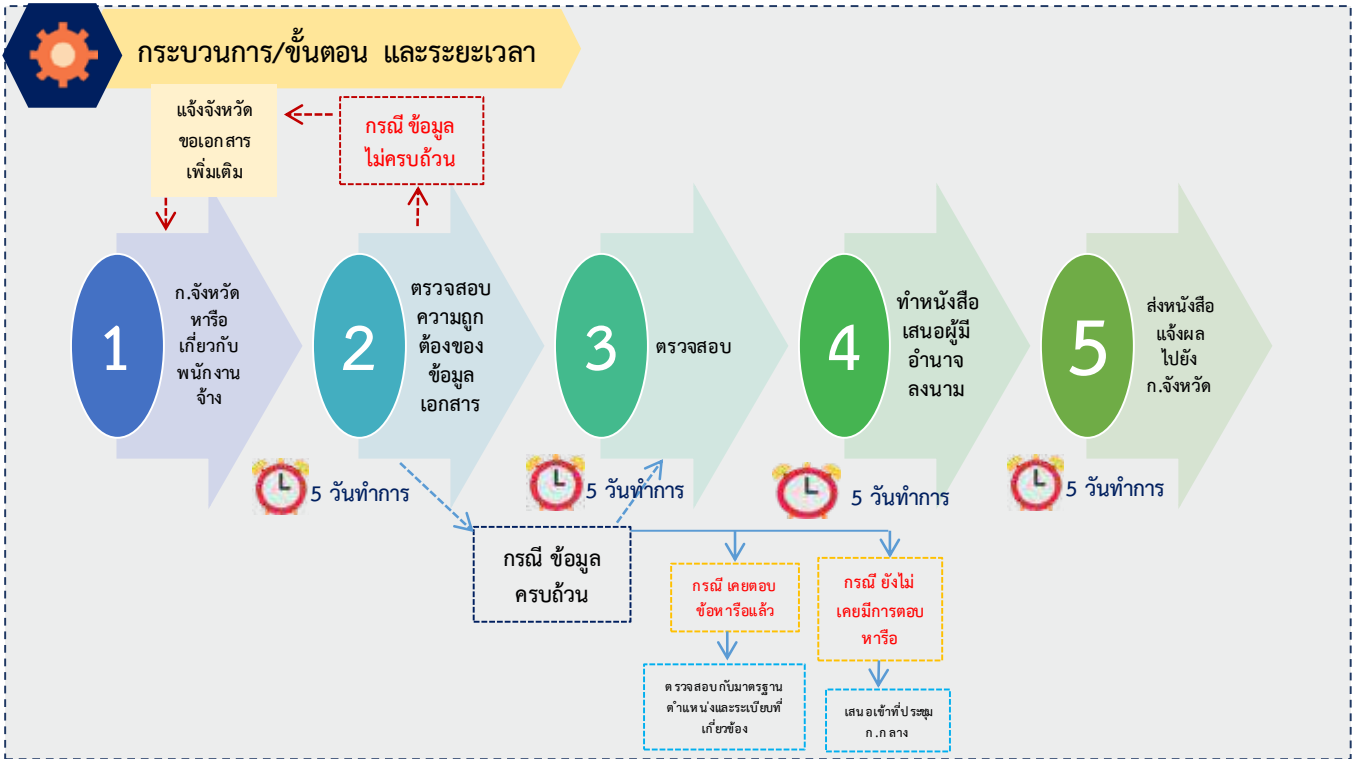 กระบวนการ/ขั้นตอน และระยะเวลา
แจ้งจังหวัด
ขอเอกสาร
เพิ่มเติม
กรณี ข้อมูล
ไม่ครบถ้วน
1
ก.จังหวัด
หารือ
เกี่ยวกับ
พนักงาน
จ้าง
2
ตรวจสอบ
ความถูก
ต้องของ
ข้อมูล
เอกสาร
3
ตรวจสอบ
4
ทำหนังสือ
เสนอผู้มี
อำนาจ
ลงนาม
5
ส่งหนังสือ
แจ้งผล
ไปยัง
ก.จังหวัด
5 วันทำการ
5 วันทำการ
5 วันทำการ
5 วันทำการ
กรณี ข้อมูล
ครบถ้วน
กรณี เคยตอบ
ข้อหารือแล้ว
กรณี ยังไม่
เคยมีการตอบ
หารือ
ตรวจสอบกับมาตรฐาน
ตำแหน่งและระเบียบที่
เกี่ยวข้อง
เสนอเข้าที่ประชุม
ก.กลาง